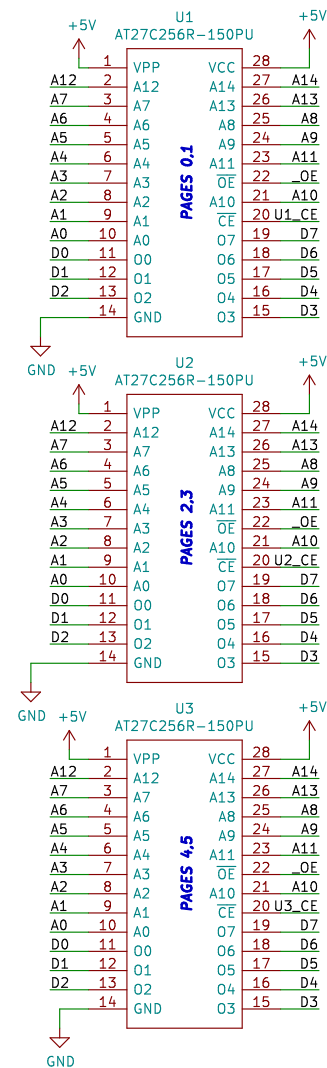 U1
AT27C256R-150PU
+5V +5V
1 VPP VCC 28
A12 2 A12 A14 27 A14
A7 3 A7 A13 26 A13
A6 4 A6 A8 25 A8
A5 5 A5 A9 24 A9
A4 6 A4 A11 23 A11
A3 7 A3 OE 22 _OE
A2 8 A2 A10 21 A10
A1 9 A1 CE 20 U1_CE
A0 10 A0 O7 19 D7
D0 11 O0 O6 18 D6
D1 12 O1 O5 17 D5
D2 13 O2 O4 16 D4
14 GND O3 15 D3
PAGES 0,1
GND
U2
AT27C256R-150PU
+5V +5V
1 VPP VCC 28
A12 2 A12 A14 27 A14
A7 3 A7 A13 26 A13
A6 4 A6 A8 25 A8
A5 5 A5 A9 24 A9
A4 6 A4 A11 23 A11
A3 7 A3 OE 22 _OE
A2 8 A2 A10 21 A10
A1 9 A1 CE 20 U2_CE
A0 10 A0 O7 19 D7
D0 11 O0 O6 18 D6
D1 12 O1 O5 17 D5
D2 13 O2 O4 16 D4
14 GND O3 15 D3
PAGES 2,3
GND
U3
AT27C256R-150PU
+5V +5V
1 VPP VCC 28
A12 2 A12 A14 27 A14
A7 3 A7 A13 26 A13
A6 4 A6 A8 25 A8
A5 5 A5 A9 24 A9
A4 6 A4 A11 23 A11
A3 7 A3 OE 22 _OE
A2 8 A2 A10 21 A10
A1 9 A1 CE 20 U3_CE
A0 10 A0 O7 19 D7
D0 11 O0 O6 18 D6
D1 12 O1 O5 17 D5
D2 13 O2 O4 16 D4
14 GND O3 15 D3
PAGES 4,5
GND